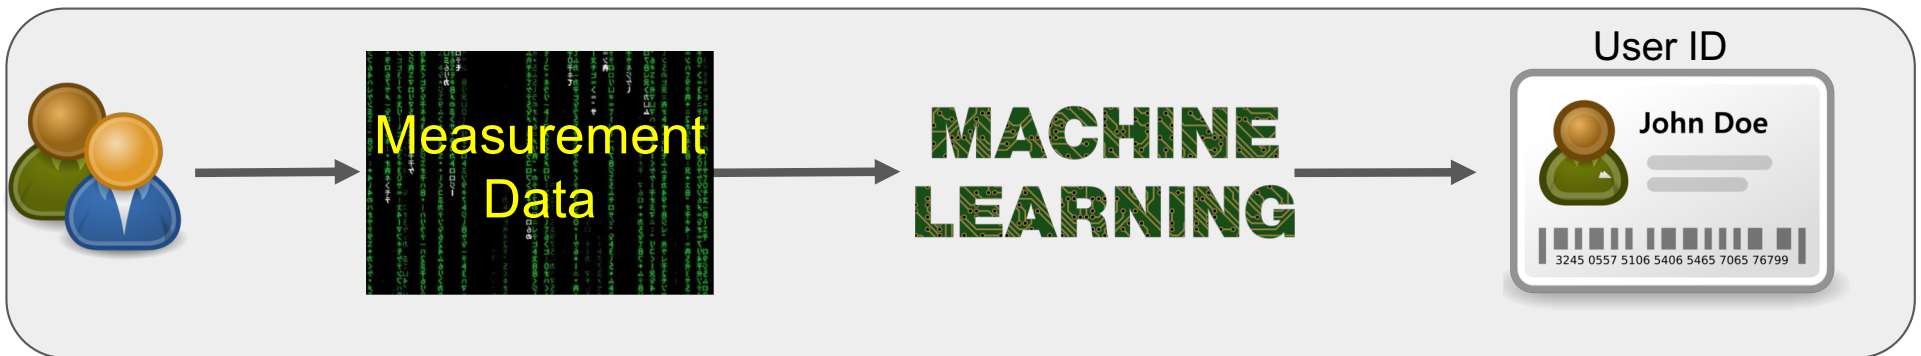 User ID
Measurement
Data
MACHINE
LEARNING
John Doe
3245 0557 5106 5406 5465 7065 76799